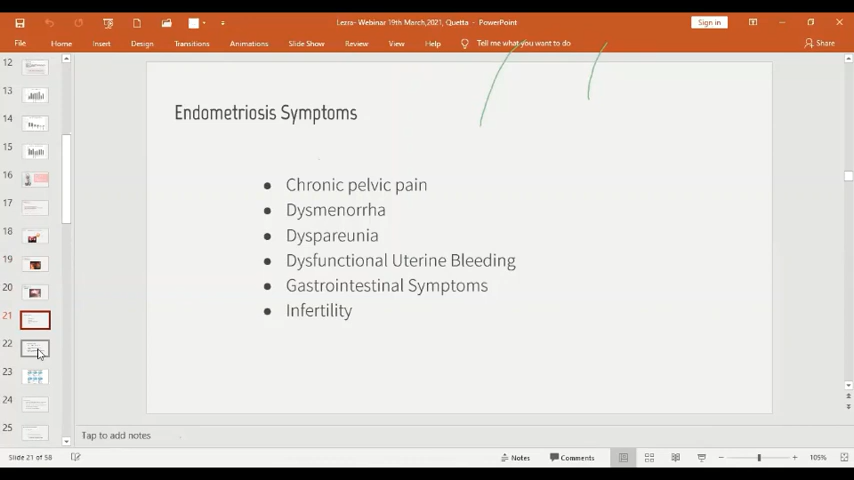 Lezra- Webinar 19th March,2021, Quetta - PowerPoint
Sign in
File Home Insert Design Transitions Animations Slide Show Review View Help Tell me what you want to do Share
12
13
14
15
16
17
18
19
20
21
22
23
24
25
Endometriosis Symptoms
● Chronic pelvic pain
● Dysmenorrha
● Dyspareunia
● Dysfunctional Uterine Bleeding
● Gastrointestinal Symptoms
● Infertility
Tap to add notes
Slide 21 of 58 Notes Comments 105%